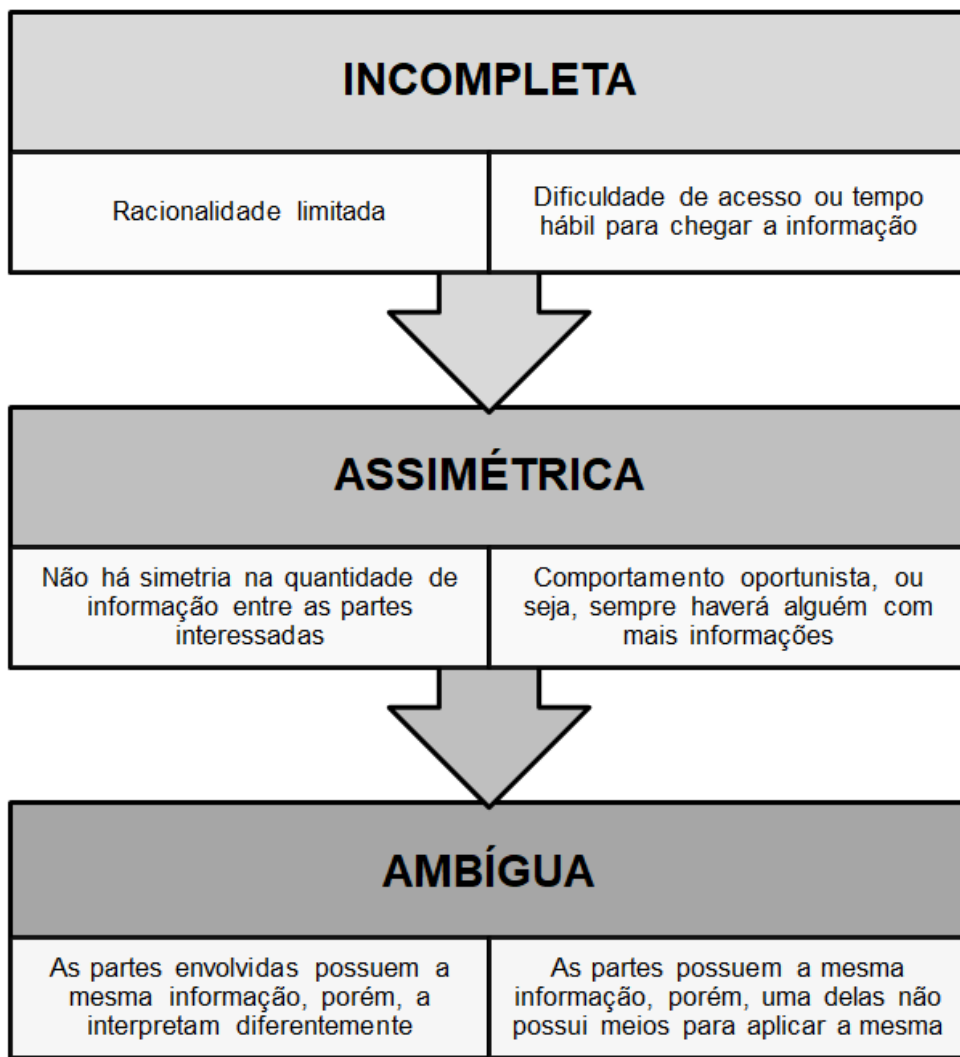 INCOMPLETA
Racionalidade limitada
Dificuldade de acesso ou tempo
hábil para chegar a informação
ASSIMÉTRICA
Não há simetria na quantidade de
informação entre as partes
interessadas
Comportamento oportunista, ou
seja, sempre haverá alguém com
mais informações
AMBÍGUA
As partes envolvidas possuem a
mesma informação, porém, a
interpretam diferentemente
As partes possuem a mesma
informação, porém, uma delas não
possui meios para aplicar a mesma